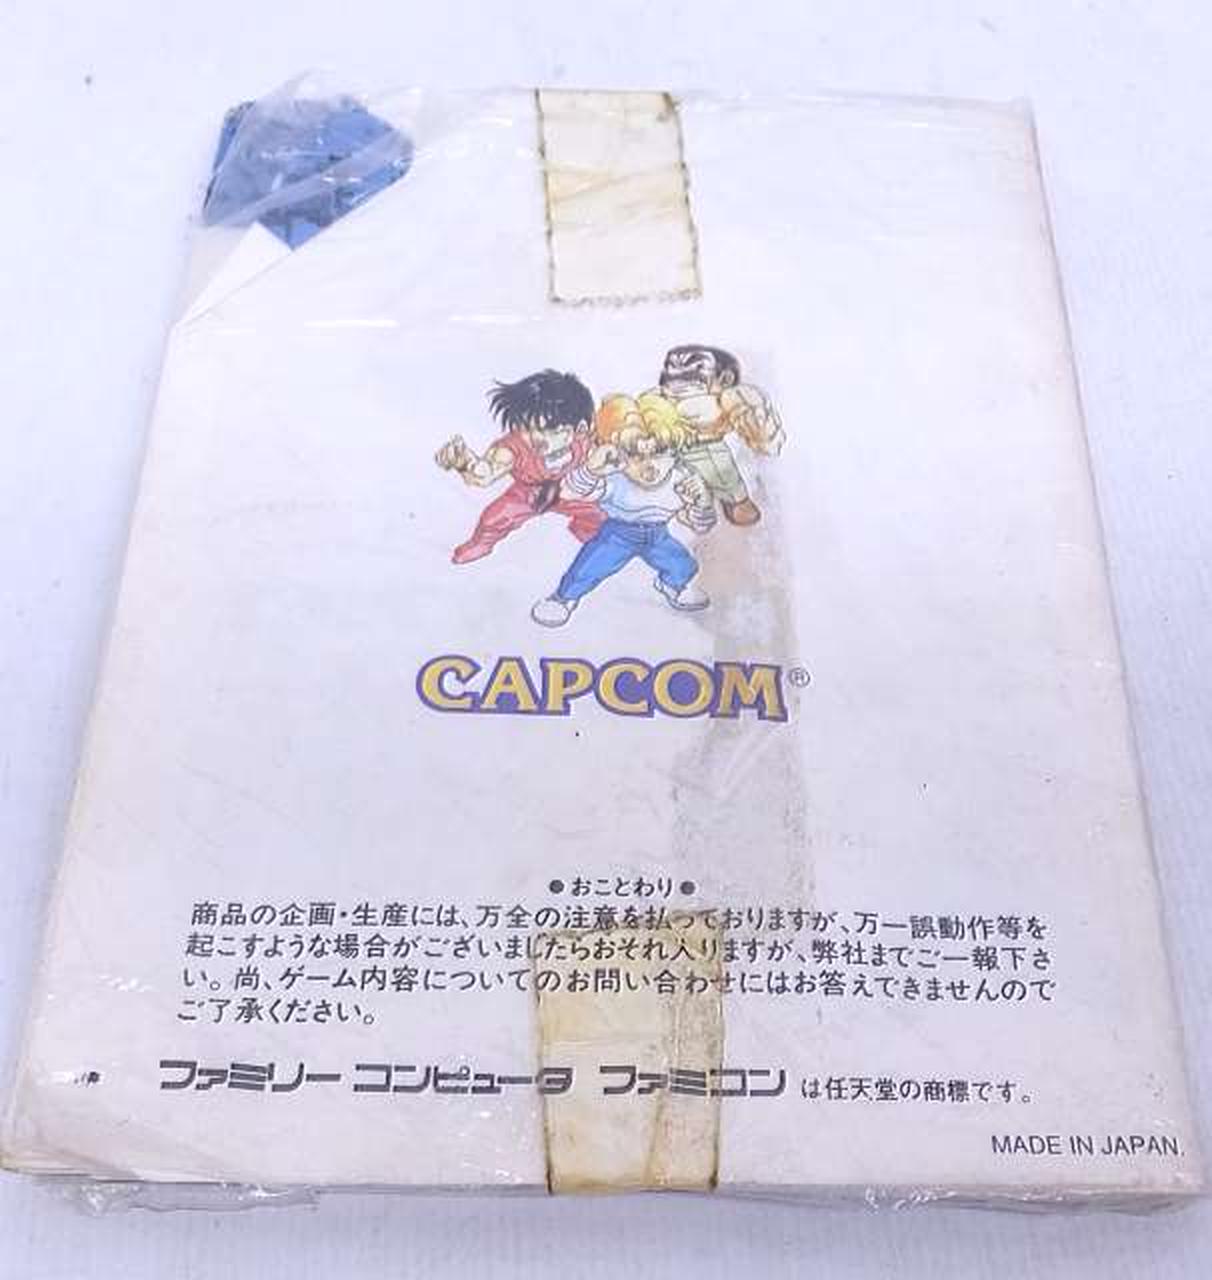 CAPCOM®
●おことわり●
商品の企画・生産には、万全の注意を払っておりますが、万一誤動作等を
起こすような場合がございましたらおそれ入りますが、弊社までご一報下さ
い。尚、ゲーム内容についてのお問い合わせにはお答えできませんので
ご了承ください。
ファミリーコンピュータ ファミコン は任天堂の商標です。
MADE IN JAPAN.